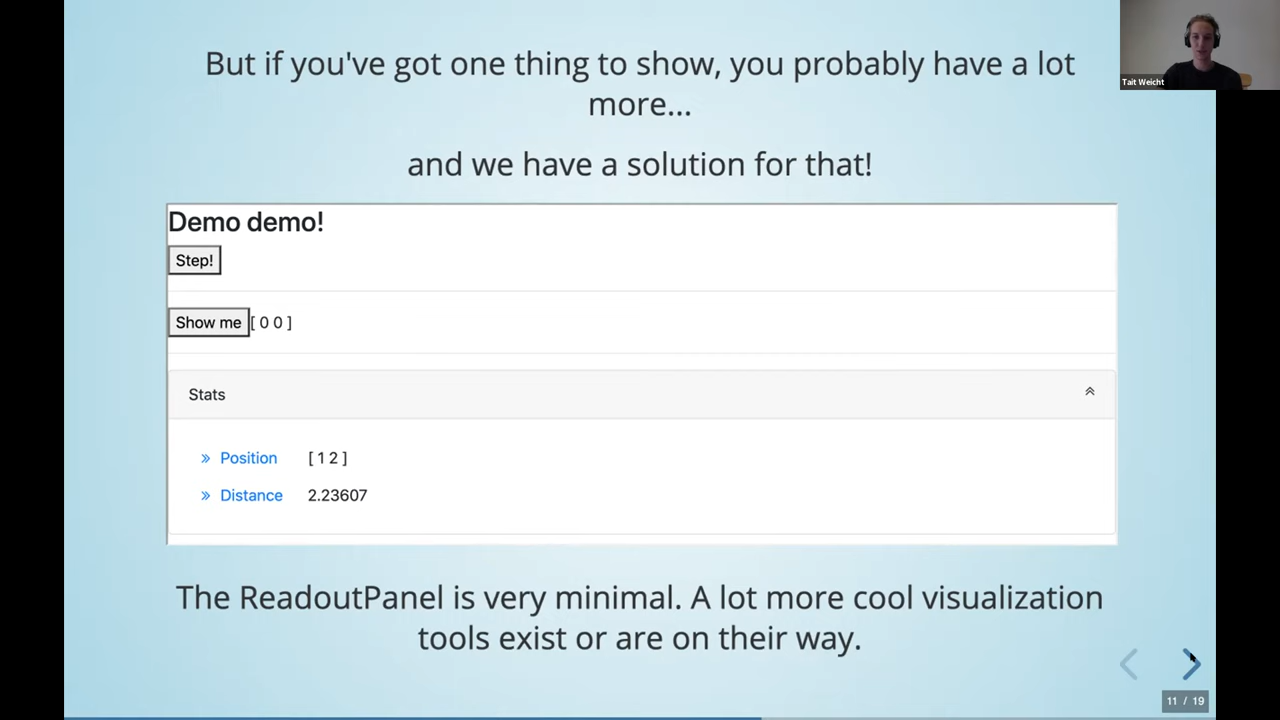 But if you've got one thing to show, you probably have a lot
more...
and we have a solution for that!
Tait Weicht
Demo demo!
Step!
Show me [ 0 0 ]
Stats
» Position [ 1 2 ]
» Distance 2.23607
The ReadoutPanel is very minimal. A lot more cool visualization
tools exist or are on their way.
11 / 19